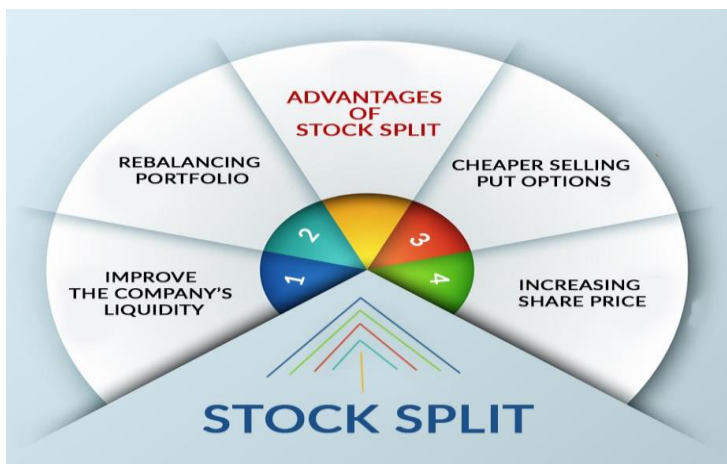 ADVANTAGES
OF
STOCK SPLIT
REBALANCING
PORTFOLIO
CHEAPER SELLING
PUT OPTIONS
2
3
1
4
IMPROVE
THE COMPANY'S
LIQUIDITY
INCREASING
SHARE PRICE
STOCK SPLIT